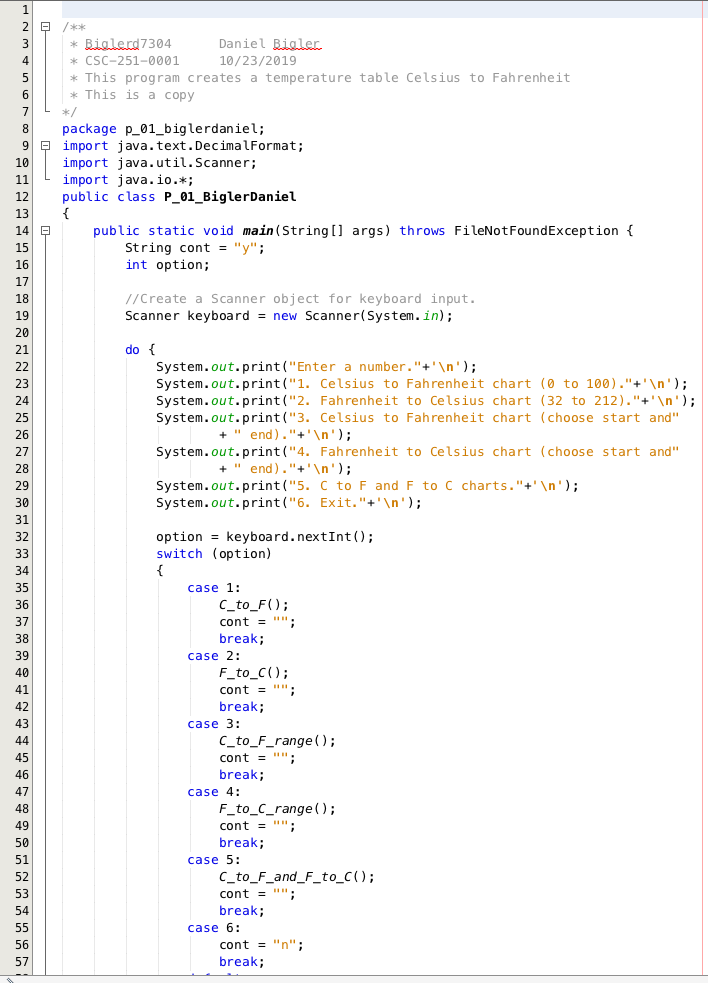 1
2 /**
3 * Biglerd7304 Daniel Bigler
4 * CSC-251-0001 10/23/2019
5 * This program creates a temperature table Celsius to Fahrenheit
6 * This is a copy
7 */
8 package p_01_biglerdaniel;
9 import java.text.DecimalFormat;
10 import java.util.Scanner;
11 import java.io.*;
12 public class P_01_BiglerDaniel
13 {
14 public static void main(String[] args) throws FileNotFoundException {
15 String cont = "y";
16 int option;
17
18 //Create a Scanner object for keyboard input.
19 Scanner keyboard = new Scanner(System.in);
20
21 do {
22 System.out.print("Enter a number."+'\n');
23 System.out.print("1. Celsius to Fahrenheit chart (0 to 100)."+'\n');
24 System.out.print("2. Fahrenheit to Celsius chart (32 to 212)."+'\n');
25 System.out.print("3. Celsius to Fahrenheit chart (choose start and"
26 + " end)."+'\n');
27 System.out.print("4. Fahrenheit to Celsius chart (choose start and"
28 + " end)."+'\n');
29 System.out.print("5. C to F and F to C charts."+'\n');
30 System.out.print("6. Exit."+'\n');
31
32 option = keyboard.nextInt();
33 switch (option)
34 {
35 case 1:
36 C_to_F();
37 cont = "";
38 break;
39 case 2:
40 F_to_C();
41 cont = "";
42 break;
43 case 3:
44 C_to_F_range();
45 cont = "";
46 break;
47 case 4:
48 F_to_C_range();
49 cont = "";
50 break;
51 case 5:
52 C_to_F_and_F_to_C();
53 cont = "";
54 break;
55 case 6:
56 cont = "n";
57 break;